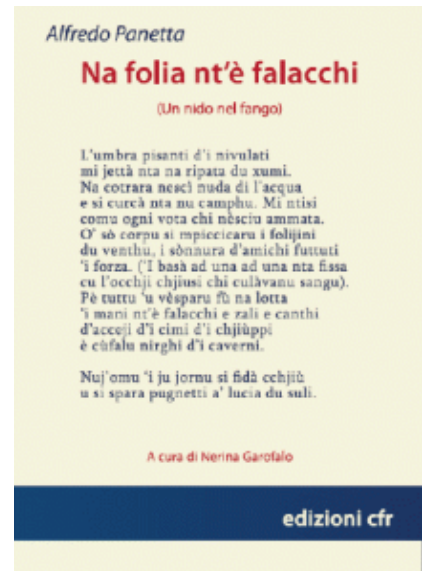 Alfredo Panetta
Na folia nt'è falacchi
(Un nido nel fango)
L'umbra pisanti d'i nivulati
mi jettà nta na ripata du xumi.
Na cotrara nescì nuda di l'acqua
e si curcà nta nu camphu. Mi ntisi
comu ogni vota chi nèsciu ammata.
O' sò corpu si mpiccicaru i folijini
du venthu, i sònnura d'amichi futtuti
'i forza. ('I basà ad una ad una nta fissa
cu l'occhji chjiusi chi culàvanu sangu).
Pè tuttu 'u vèsparu fù na lotta
'i mani nt'è falacchi e zali e canthi
d'acceji d'i cimi d'i chjiùppi
è cùfalu nirghi d'i caverni.
Nuj'omu 'i ju jornu si fidà cchjiù
u si spara pugnetti a' lucia du suli.
A cura di Nerina Garofalo
edizioni cfr